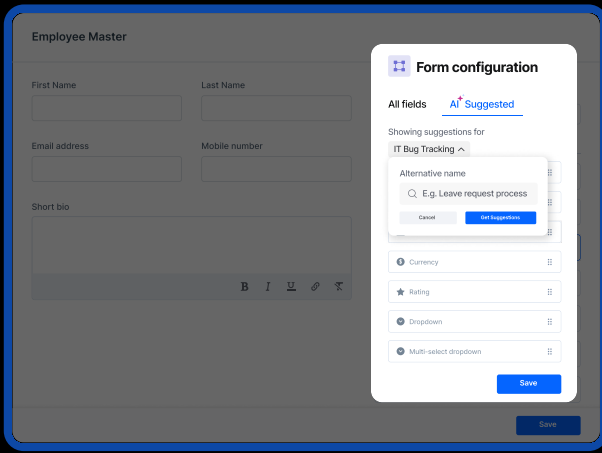 Employee Master
First Name
Last Name
Email address
Mobile number
Short bio
B I U
Save
Form configuration
All fields
AI Suggested
Showing suggestions for
IT Bug Tracking
Alternative name
E.g. Leave request process
Cancel
Get Suggestions
Currency
Rating
Dropdown
Multi-select dropdown
Save